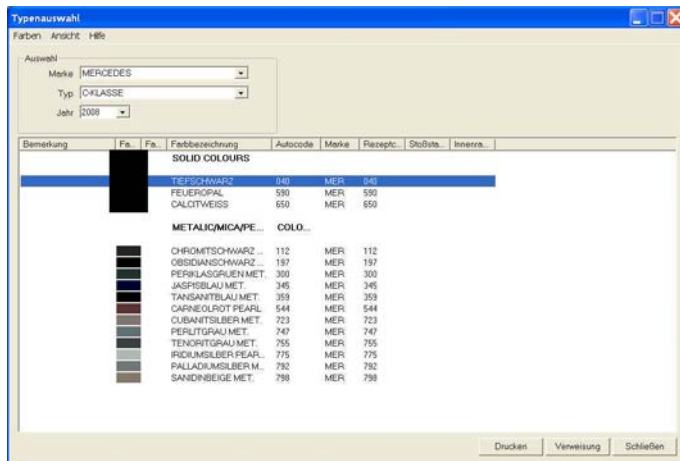 Typenauswahl
Farben Ansicht Hilfe
Auswahl
Marke MERCEDES
Typ C-KLASSE
Jahr 2008
Bemerkung Fa... Fa... Farbbezeichnung Autocode Marke Rezeptc... Stoßsta... Innenra...
SOLID COLOURS
TIEFSCHWARZ 040 MER 040
FEUEROPAL 590 MER 590
CALCITWEISS 650 MER 650
METALIC/MICA/PE... COLO...
CHROMITSCHWARZ ... 112 MER 112
OBSIDIANSCHWARZ ... 197 MER 197
PERIKLASGRUEN MET. 300 MER 300
JASPISBLAU MET. 345 MER 345
TANSANITBLAU MET. 359 MER 359
CARNEOLROT PEARL 544 MER 544
CUBANITSILBER MET. 723 MER 723
PERLITGRAU MET. 747 MER 747
TENORITGRAU MET. 755 MER 755
IRIDIUMSILBER PEAR... 775 MER 775
PALLADIUMSILBER M... 792 MER 792
SANIDINBEIGE MET. 798 MER 798
Drucken Verweisung Schließen